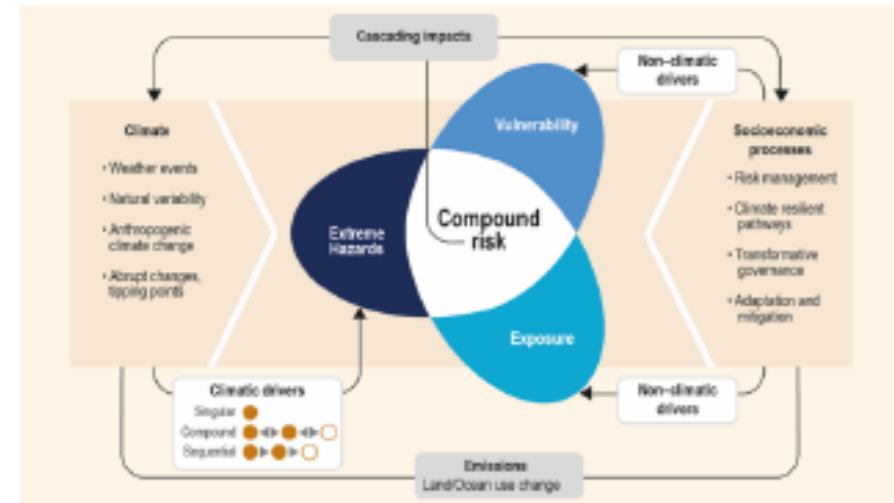 Cascading impacts
Non-climatic
drivers
Climate
• Weather events
• Natural variability
• Anthropogenic
climate change
• Abrupt changes,
tipping points
Vulnerability
Extreme
Hazards
Compound
risk
Exposure
Socioeconomic
processes
• Risk management
• Climate resilient
pathways
• Transformative
governance
• Adaptation and
mitigation
Climatic drivers
Singular
Compound
Sequential
Non-climatic
drivers
Emissions
Land/Ocean use change